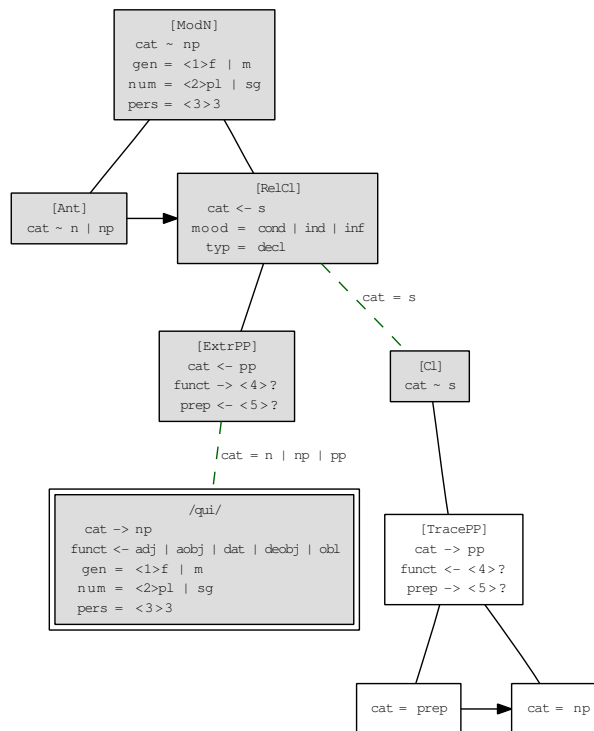 [ModN]
cat ~ np
gen = <1>f | m
num = <2>pl | sg
pers = <3>3
[Ant]
cat ~ n | np
[RelCl]
cat <- s
mood = cond | ind | inf
typ = decl
cat = s
[ExtrPP]
cat <- pp
funct -> <4>?
prep <- <5>?
[Cl]
cat ~ s
cat = n | np | pp
/qui/
cat -> np
funct <- adj | aobj | dat | deobj | obl
gen = <1>f | m
num = <2>pl | sg
pers = <3>3
[TracePP]
cat -> pp
funct <- <4>?
prep -> <5>?
cat = prep
cat = np